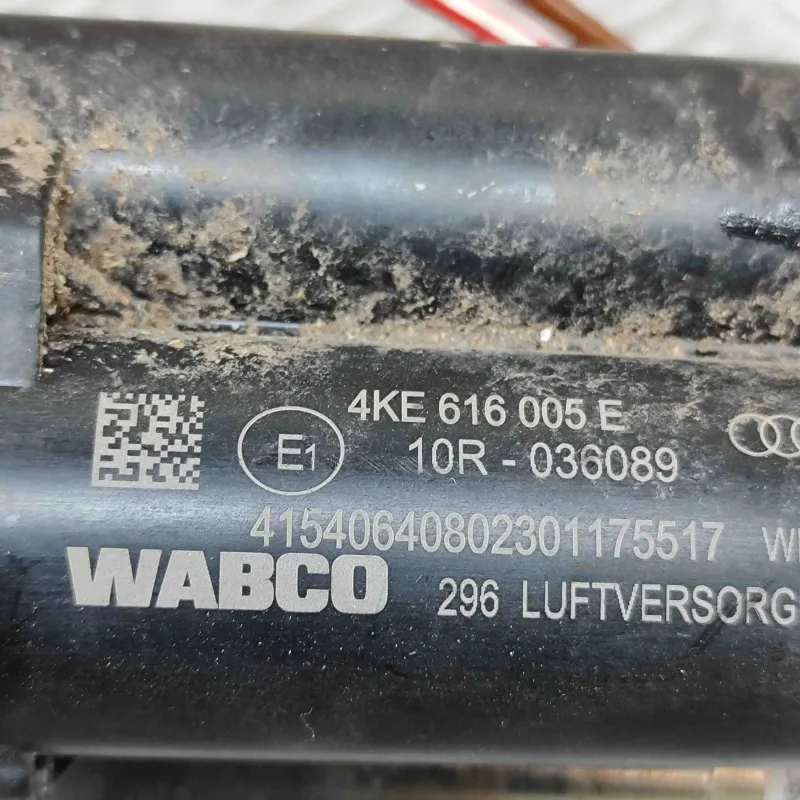 4KE 616 005 E
E1 10R - 036089
41540640802301175517
WABCO 296 LUFTVERSORG